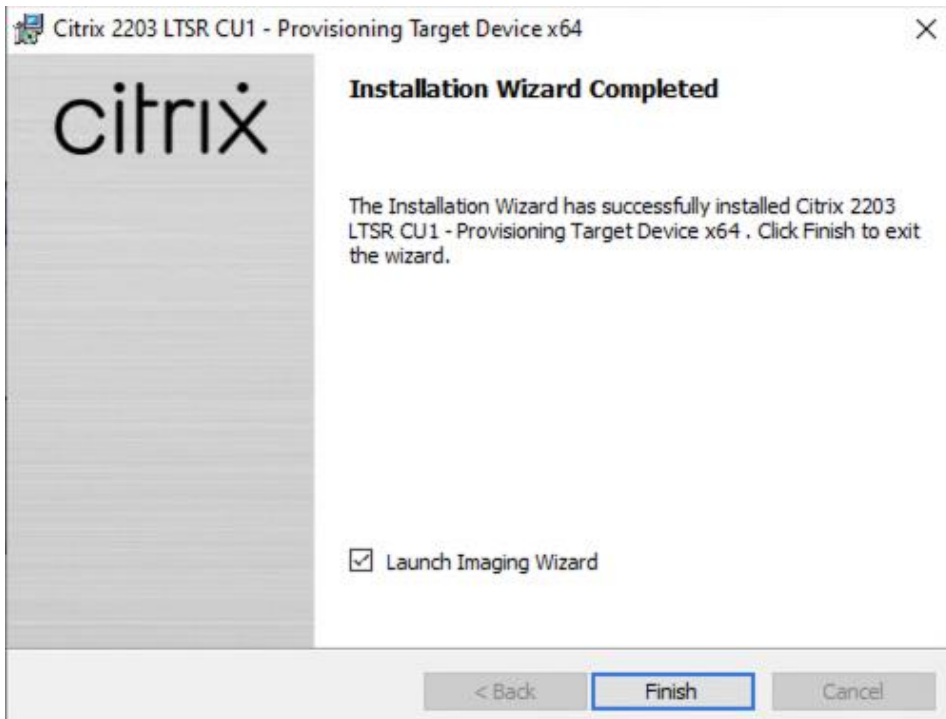 Citrix 2203 LTSR CU1 - Provisioning Target Device x64
citrix
Installation Wizard Completed
The Installation Wizard has successfully installed Citrix 2203
LTSR CU1 - Provisioning Target Device x64 . Click Finish to exit
the wizard.
Launch Imaging Wizard
< Back
Finish
Cancel